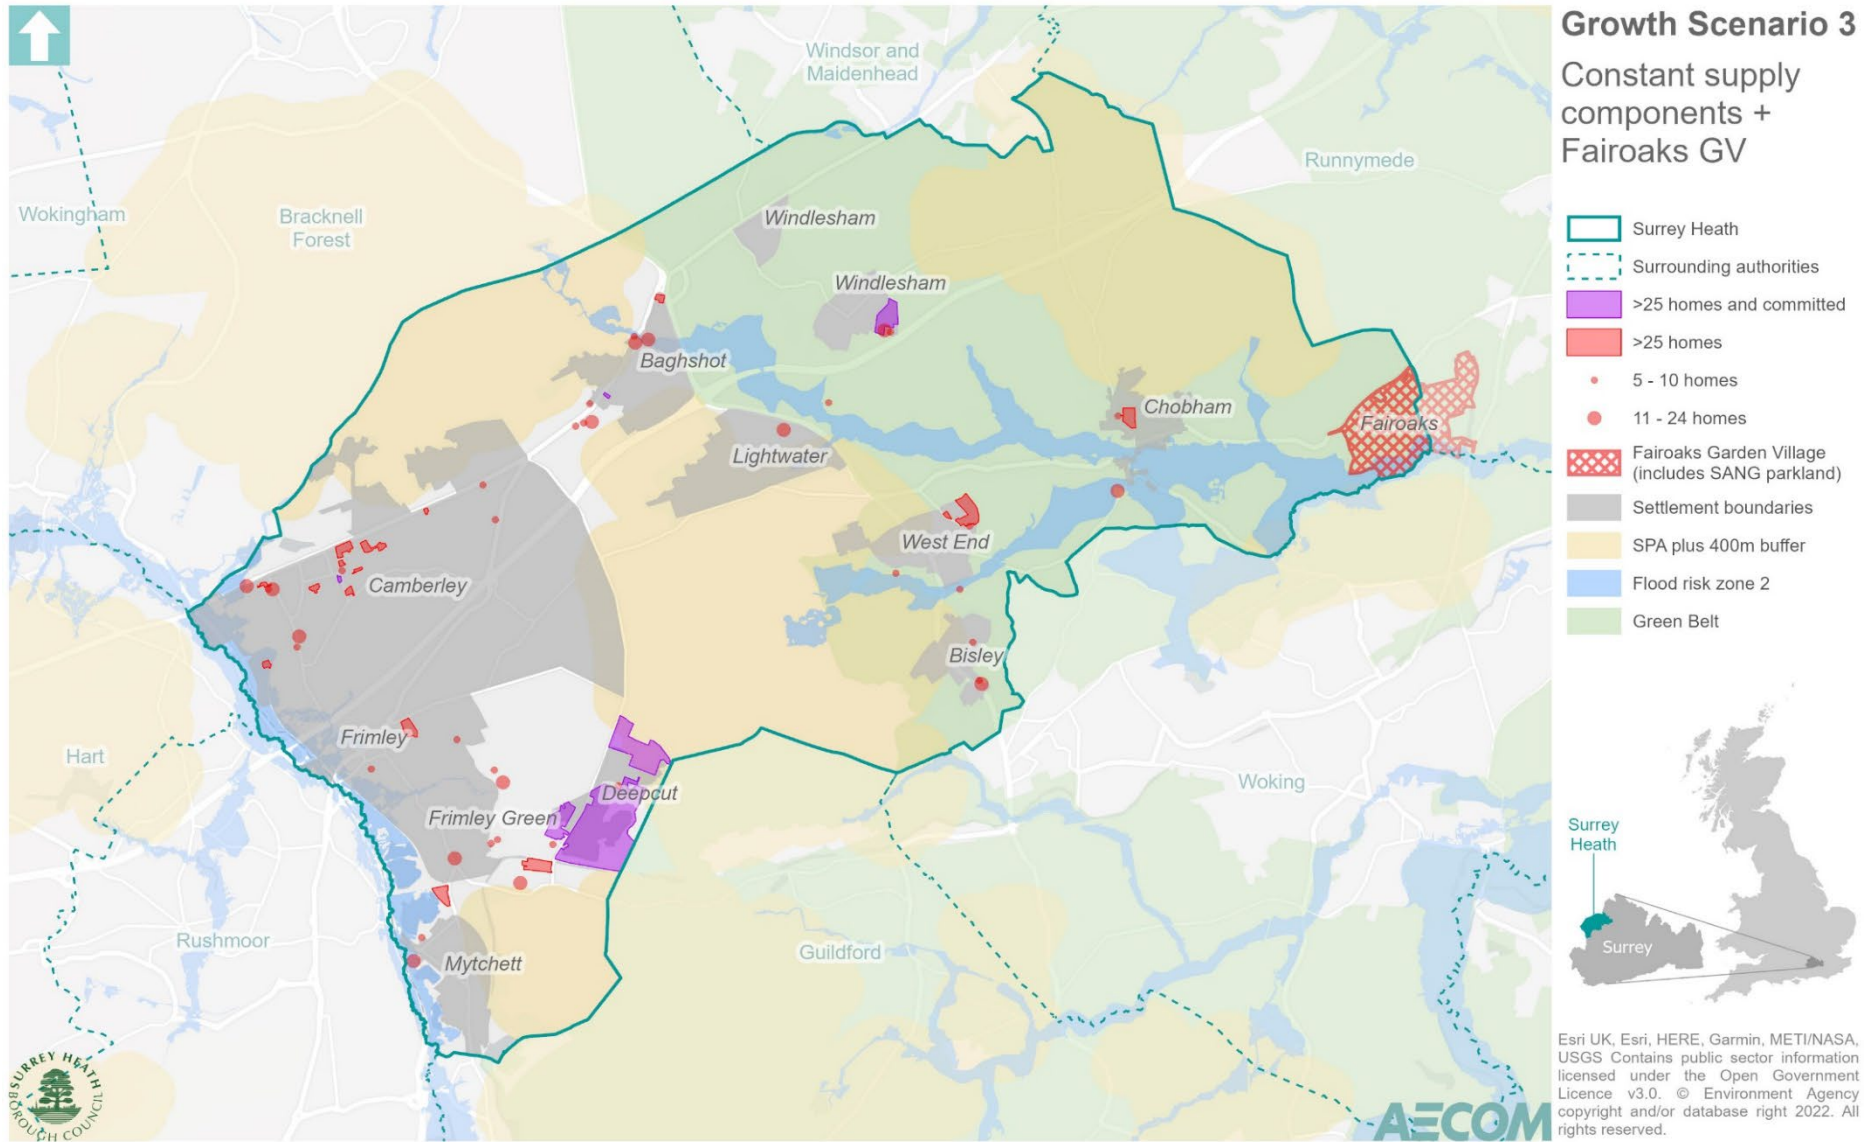 Growth Scenario 3
Constant supply
components +
Fairoaks GV
Surrey Heath
Surrounding authorities
>25 homes and committed
>25 homes
5 - 10 homes
11 - 24 homes
Fairoaks Garden Village
(includes SANG parkland)
Settlement boundaries
SPA plus 400m buffer
Flood risk zone 2
Green Belt
Windsor and
Maidenhead
Runnymede
Wokingham
Bracknell
Forest
Windlesham
Windlesham
Baghshot
Chobham
Fairoaks
Lightwater
West End
Camberley
Bisley
Frimley
Hart
Deepcut
Woking
Frimley Green
Rushmoor
Guildford
Mytchett
Surrey
Heath
Surrey
SURREY HEATH
BOROUGH COUNCIL
AECOM
Esri UK, Esri, HERE, Garmin, METI/NASA,
USGS Contains public sector information
licensed under the Open Government
Licence v3.0. © Environment Agency
copyright and/or database right 2022. All
rights reserved.